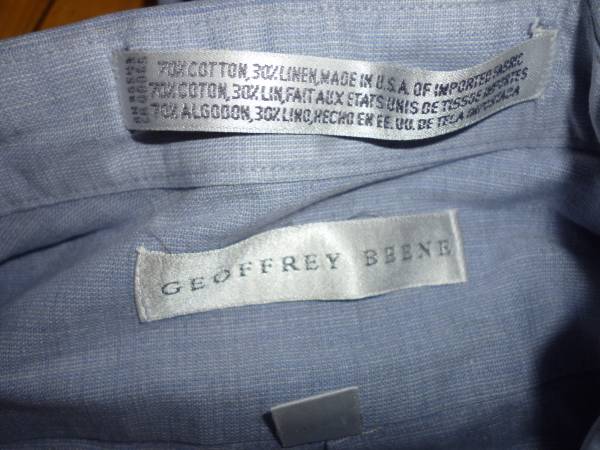 70% COTTON, 30% LINEN, MADE IN U.S.A. OF IMPORTED FABRIC
70% COTON, 30% LIN, FAIT AUX ETATS UNIS DE TISSUE IMPORTES
70% ALGODON, 30% LINO, HECHO EN EE.UU. DE TELA IMPORTADA
GEOFFREY BEENE